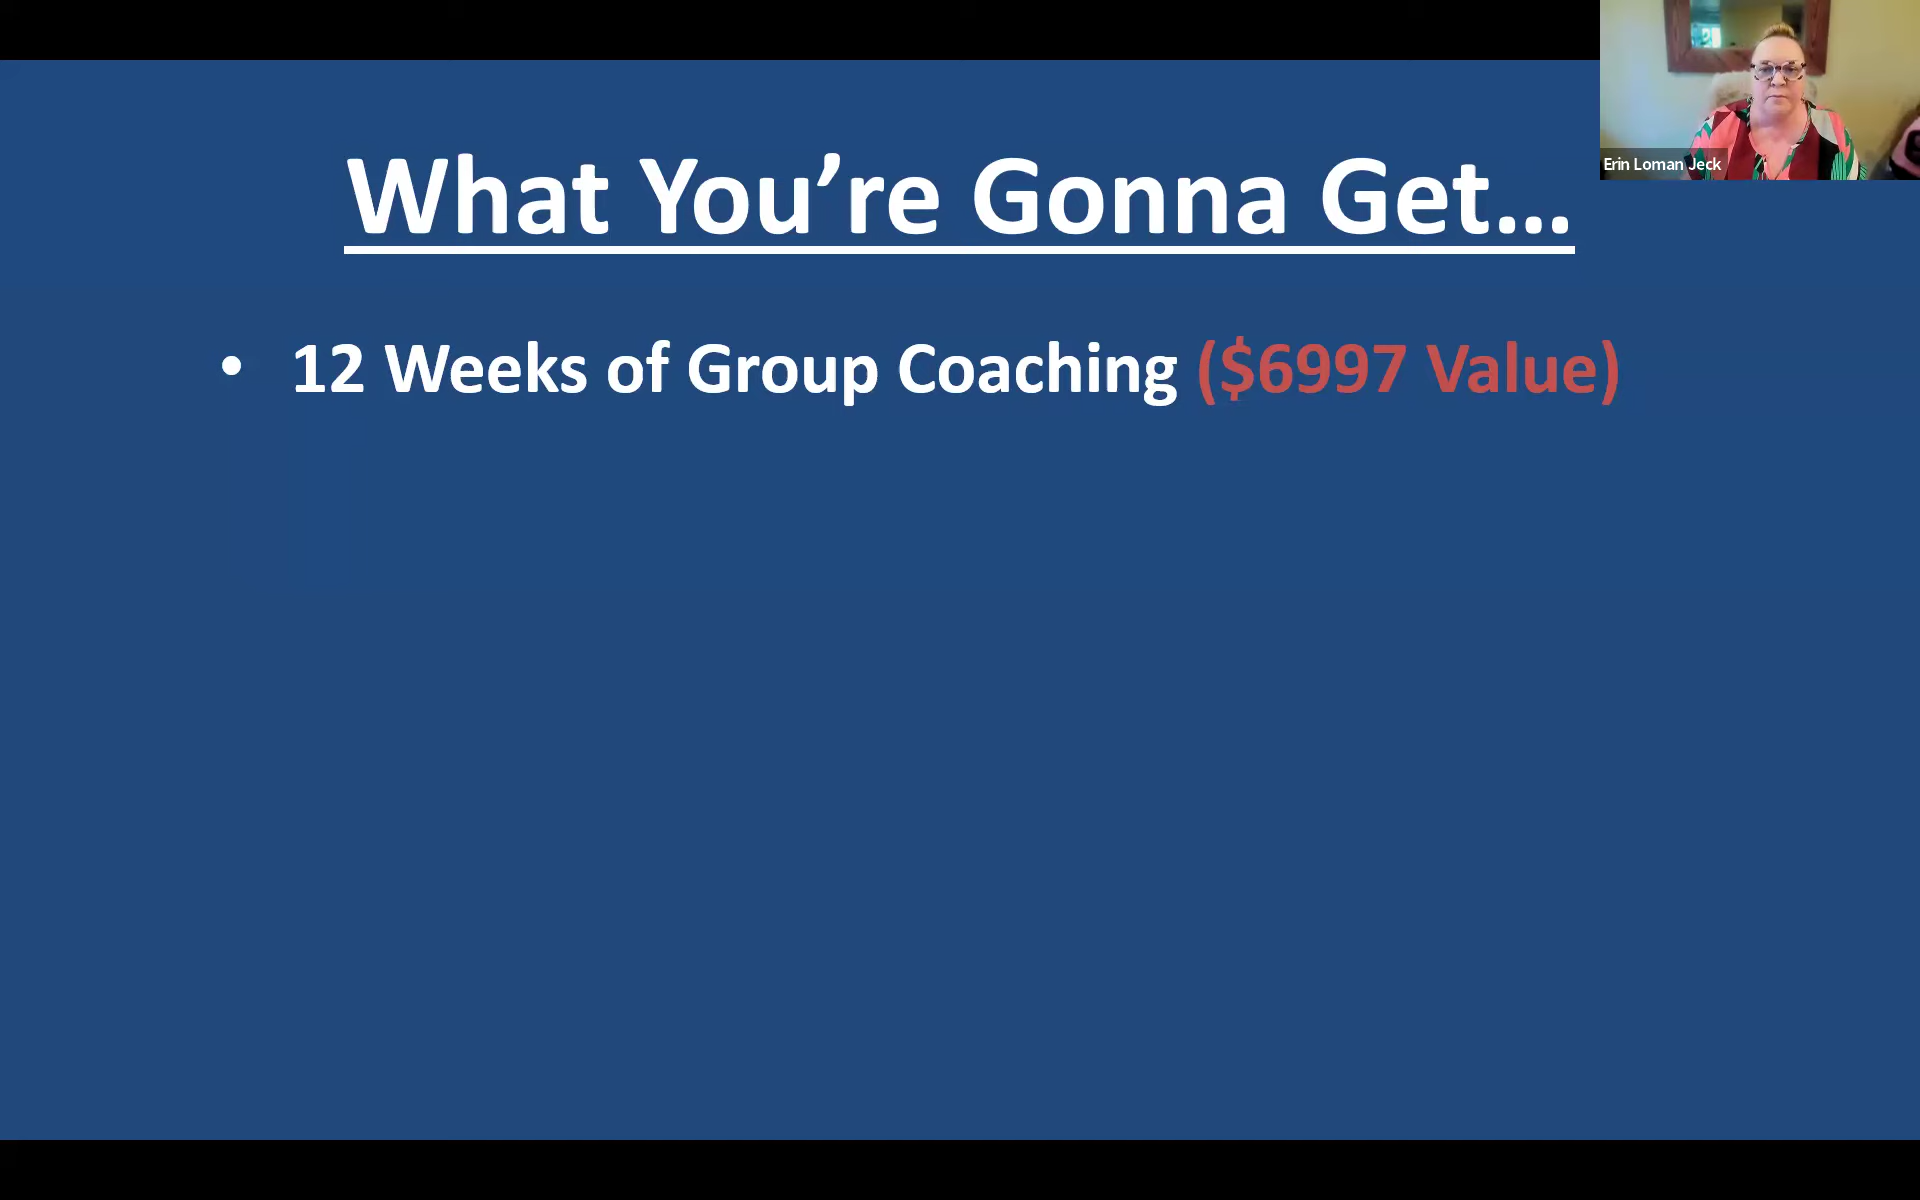 What You’re Gonna Get…
• 12 Weeks of Group Coaching ($6997 Value)
Erin Loman Jeck